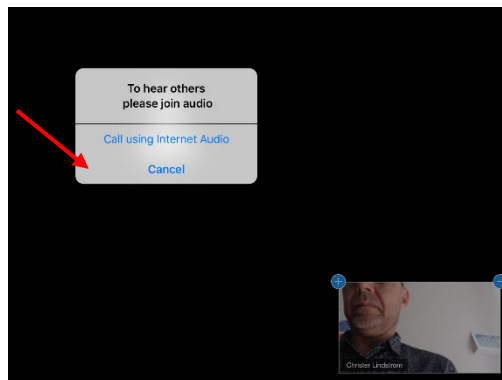 To hear others
please join audio
Call using Internet Audio
Cancel
Christer Lindstrom